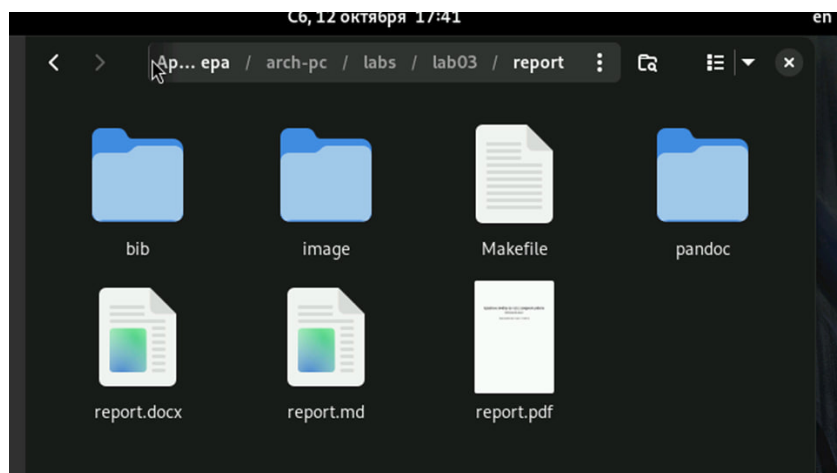 Сб, 12 октября 17:41
en
Ар... ера / arch-pc / labs / lab03 / report
bib
image
Makefile
pandoc
report.docx
report.md
report.pdf